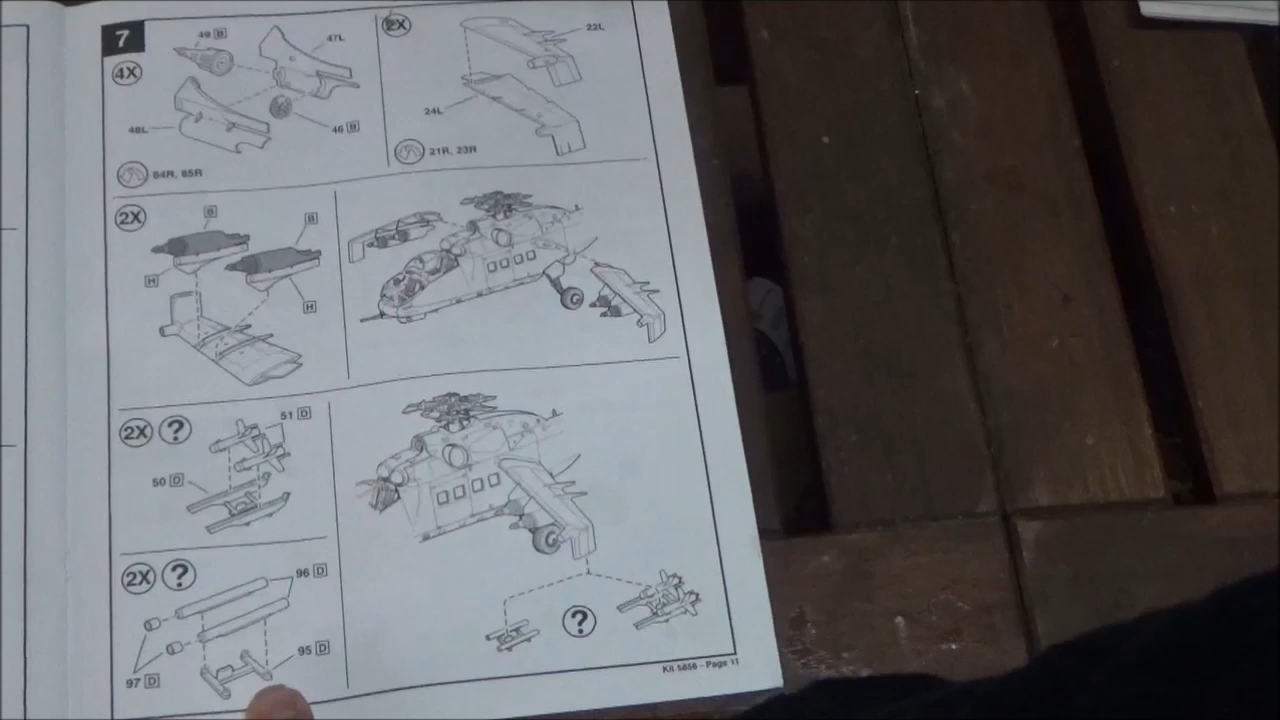 7
4X
49 B
47L
48L
46 B
84R, 85R
2X
22L
24L
21R, 23R
2X
B
B
H
H
2X ?
51 D
50 D
2X ?
96 D
97 D
95 D
?
Kit 5856 - Page 11